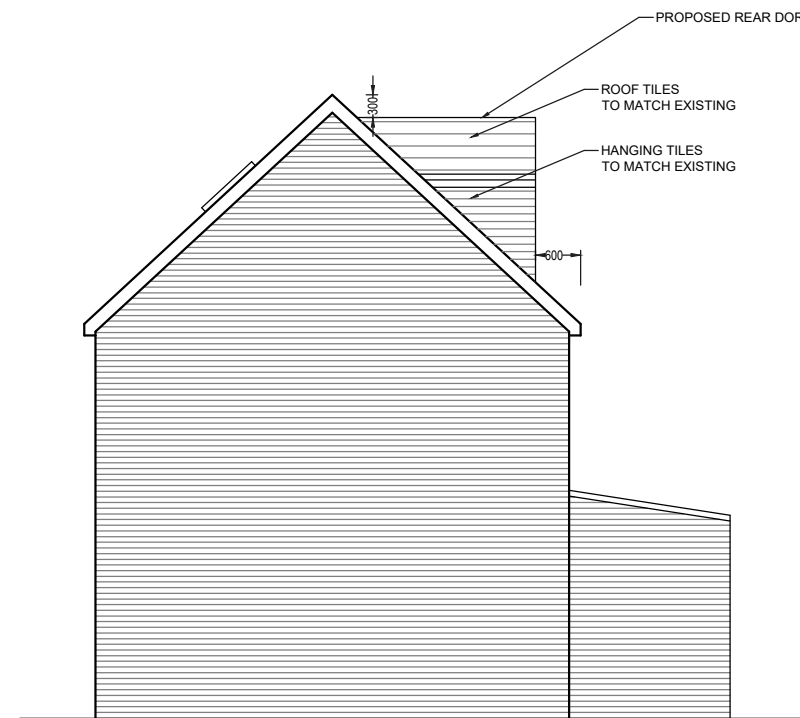 PROPOSED REAR DOR
ROOF TILES
TO MATCH EXISTING
300
HANGING TILES
TO MATCH EXISTING
600